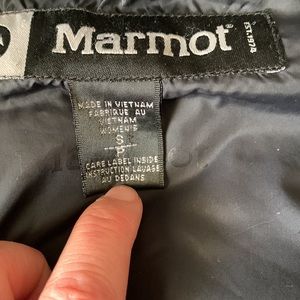 Marmot
EST. 1974
MADE IN VIETNAM
FABRIQUE AU
VIETNAM
WOMEN'S
S
P
CARE LABEL INSIDE
INSTRUCTION LAVAGE
AU DEDANS